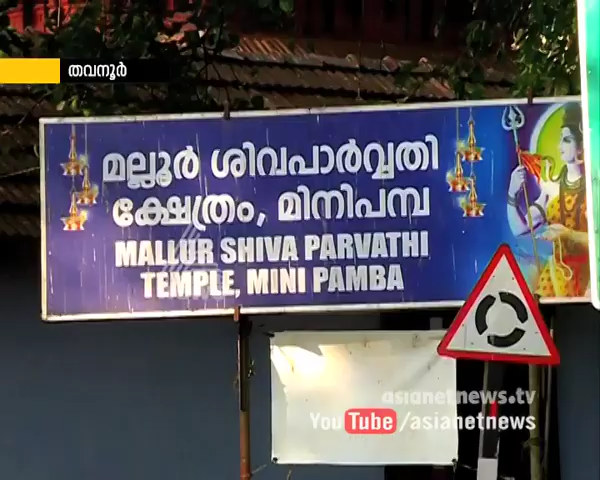 തവനൂർ
മല്ലൂർ ശിവപാർവ്വതി
ക്ഷേത്രം, മിനിപമ്പ
MALLUR SHIVA PARVATHI
TEMPLE, MINI PAMBA
asianetnews.tv
YouTube/asianetnews